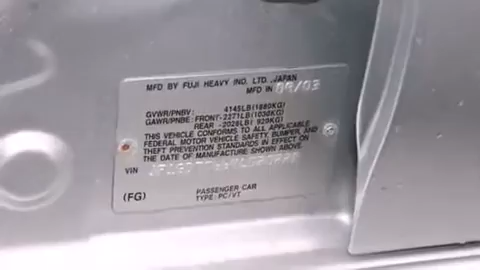 MFD BY FUJI HEAVY IND. LTD. JAPAN
MFD IN 09/03
GVWR/PNBV: 4145LB(1880KG)
GAWR/PNBE: FRONT-2271LB(1030KG)
REAR -2028LB( 920KG)
THIS VEHICLE CONFORMS TO ALL APPLICABLE
FEDERAL MOTOR VEHICLE SAFETY, BUMPER, AND
THEFT PREVENTION STANDARDS IN EFFECT ON
THE DATE OF MANUFACTURE SHOWN ABOVE.
VIN
(FG)
PASSENGER CAR
TYPE: PC/VT